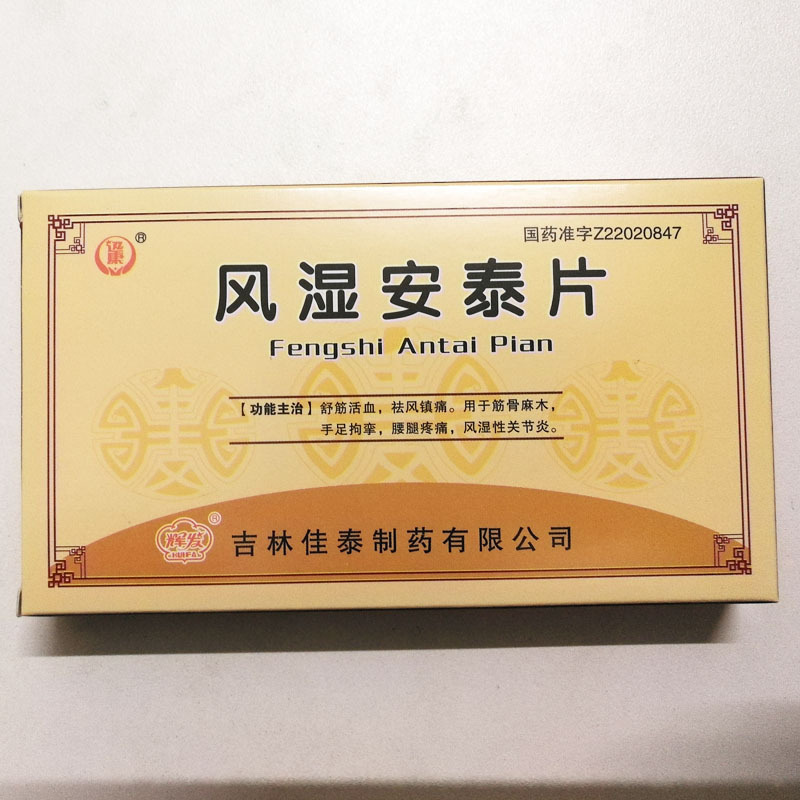 国药准字Z22020847
风湿安泰片
Fengshi Antai Pian
【功能主治】舒筋活血，祛风镇痛。用于筋骨麻木，
手足拘挛，腰腿疼痛，风湿性关节炎。
辉发®
HUIFA
吉林佳泰制药有限公司